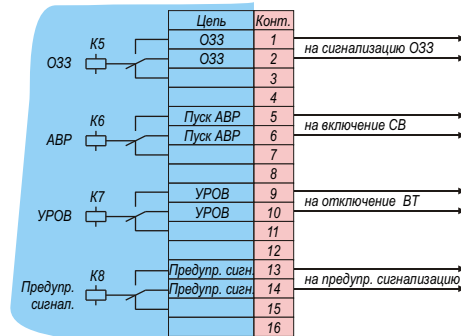 Цепь Конт.
К5 ОЗЗ 1 на сигнализацию ОЗЗ
ОЗЗ ОЗЗ 2
3
4
К6 Пуск АВР 5 на включение СВ
АВР Пуск АВР 6
7
8
К7 УРОВ 9 на отключение ВТ
УРОВ УРОВ 10
11
12
К8 Предупр. сигн. 13 на предупр. сигнализацию
Предупр. Предупр. сигн. 14
сигнал. 15
16